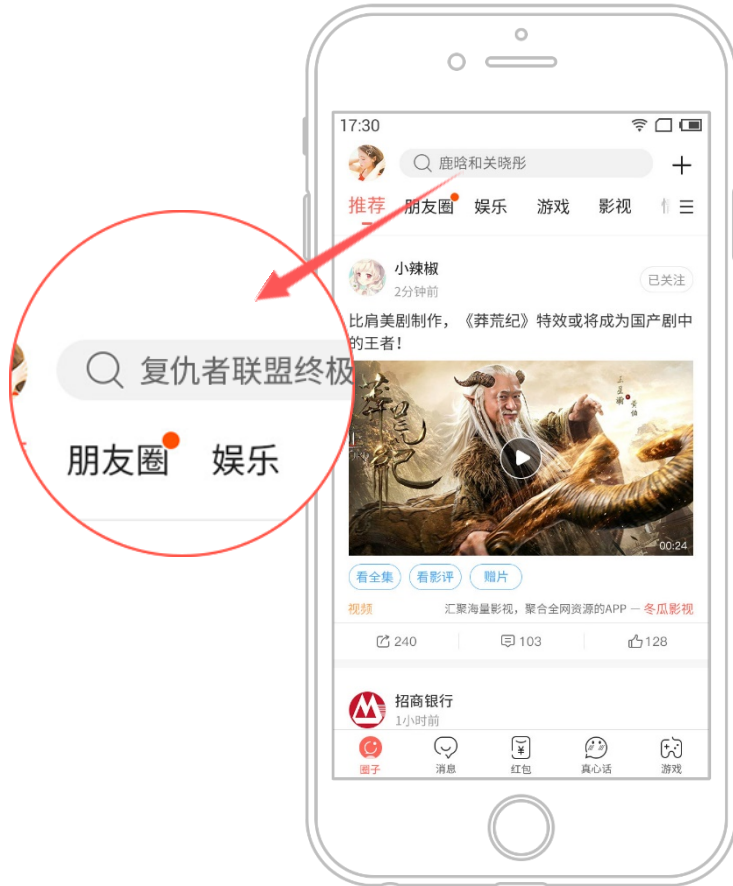 17:30
鹿晗和关晓彤
推荐 朋友圈 娱乐 游戏 影视
小辣椒
2分钟前
已关注
比肩美剧制作，《莽荒纪》特效或将成为国产剧中
的王者！
复仇者联盟终极
朋友圈 娱乐
莽荒纪
00:24
看全集 看影评 赠片
视频 汇聚海量影视，聚合全网资源的APP — 冬瓜影视
240 103 128
招商银行
1小时前
圈子 消息 红包 真心话 游戏